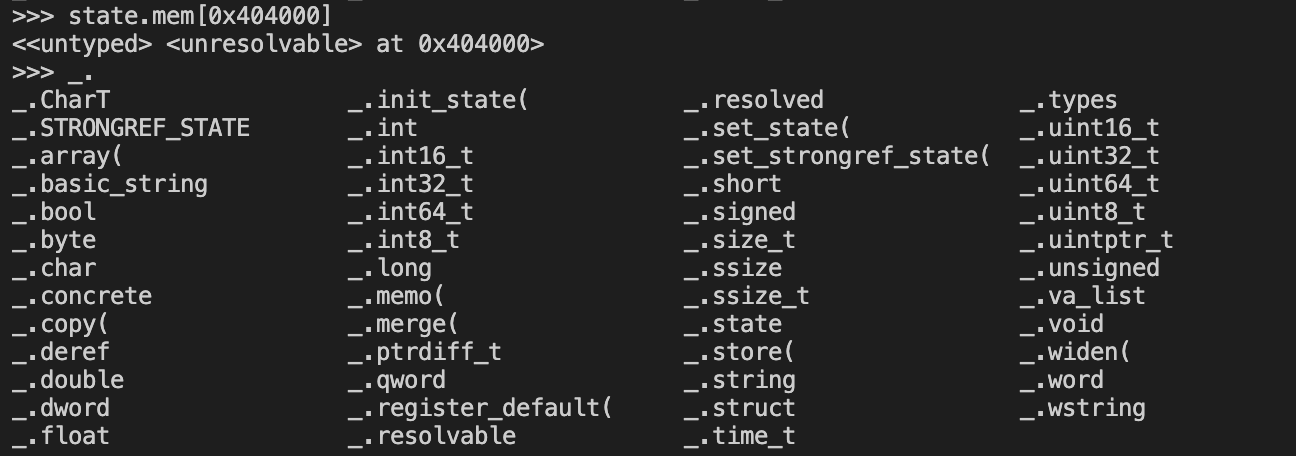 >>> state.mem[0x404000]
<<untyped> <unresolvable> at 0x404000>
>>> _.
_.CharT _.init_state( _.resolved _.types
_.STRONGREF_STATE _.int _.set_state( _.uint16_t
_.array( _.int16_t _.set_strongref_state( _.uint32_t
_.basic_string _.int32_t _.short _.uint64_t
_.bool _.int64_t _.signed _.uint8_t
_.byte _.int8_t _.size_t _.uintptr_t
_.char _.long _.ssize _.unsigned
_.concrete _.memo( _.ssize_t _.va_list
_.copy( _.merge( _.state _.void
_.deref _.ptrdiff_t _.store( _.widen(
_.double _.qword _.string _.word
_.dword _.register_default( _.struct _.wstring
_.float _.resolvable _.time_t